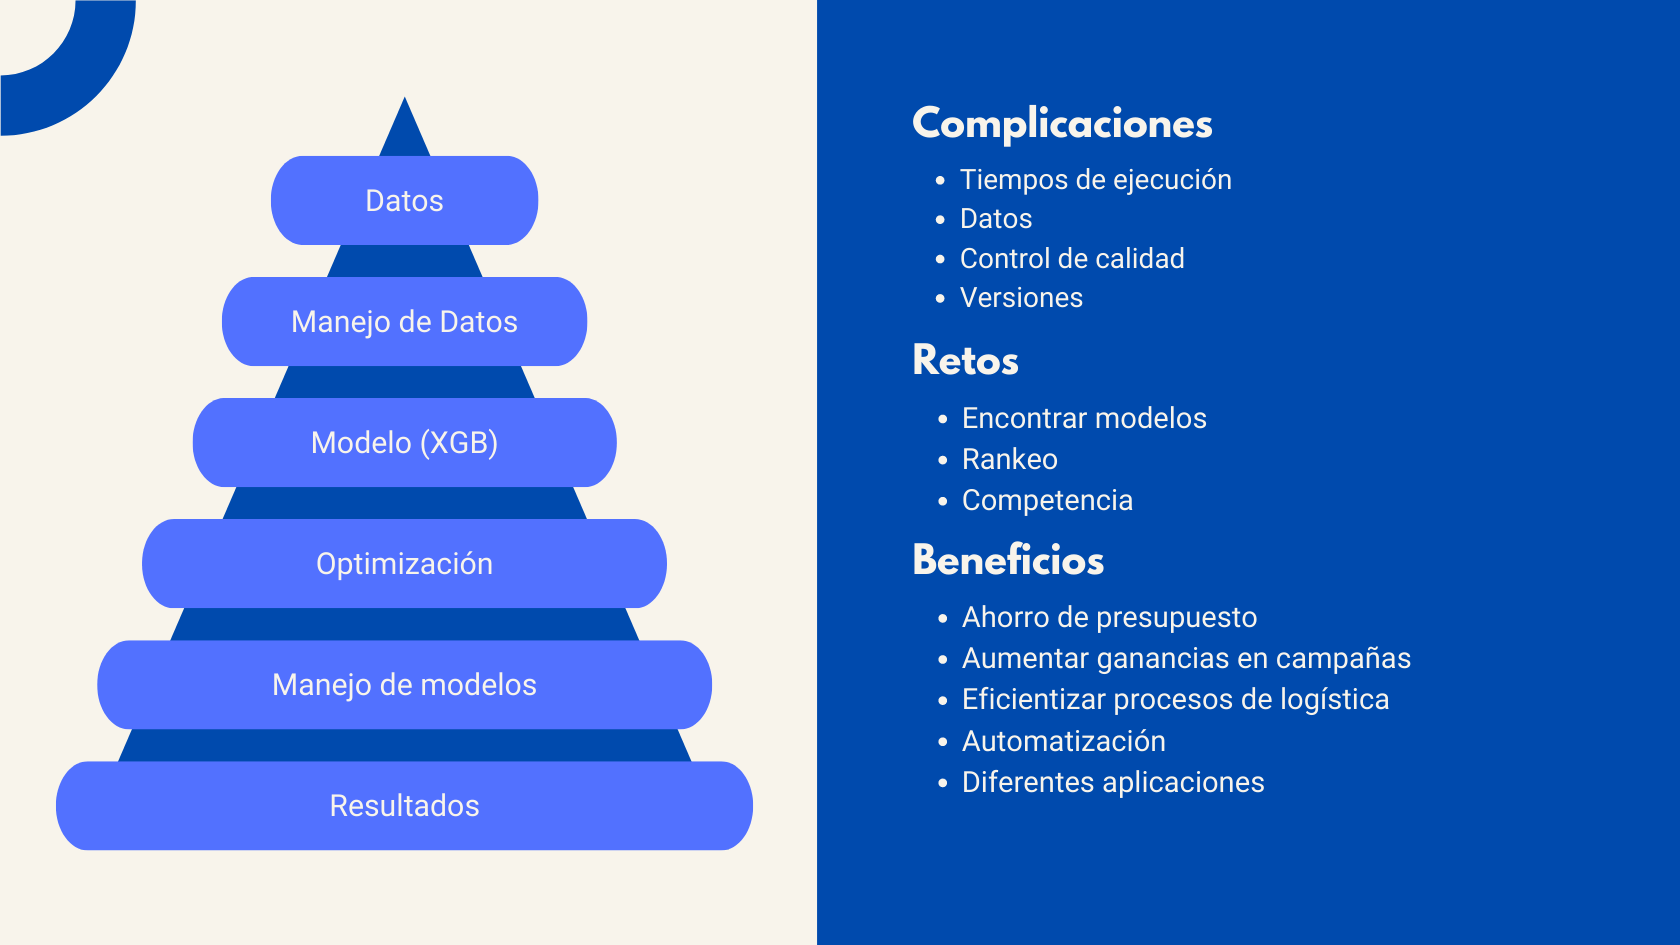 Datos
Manejo de Datos
Modelo (XGB)
Optimización
Manejo de modelos
Resultados
Complicaciones
Tiempos de ejecución
Datos
Control de calidad
Versiones
Retos
Encontrar modelos
Rankeo
Competencia
Beneficios
Ahorro de presupuesto
Aumentar ganancias en campañas
Eficientizar procesos de logística
Automatización
Diferentes aplicaciones